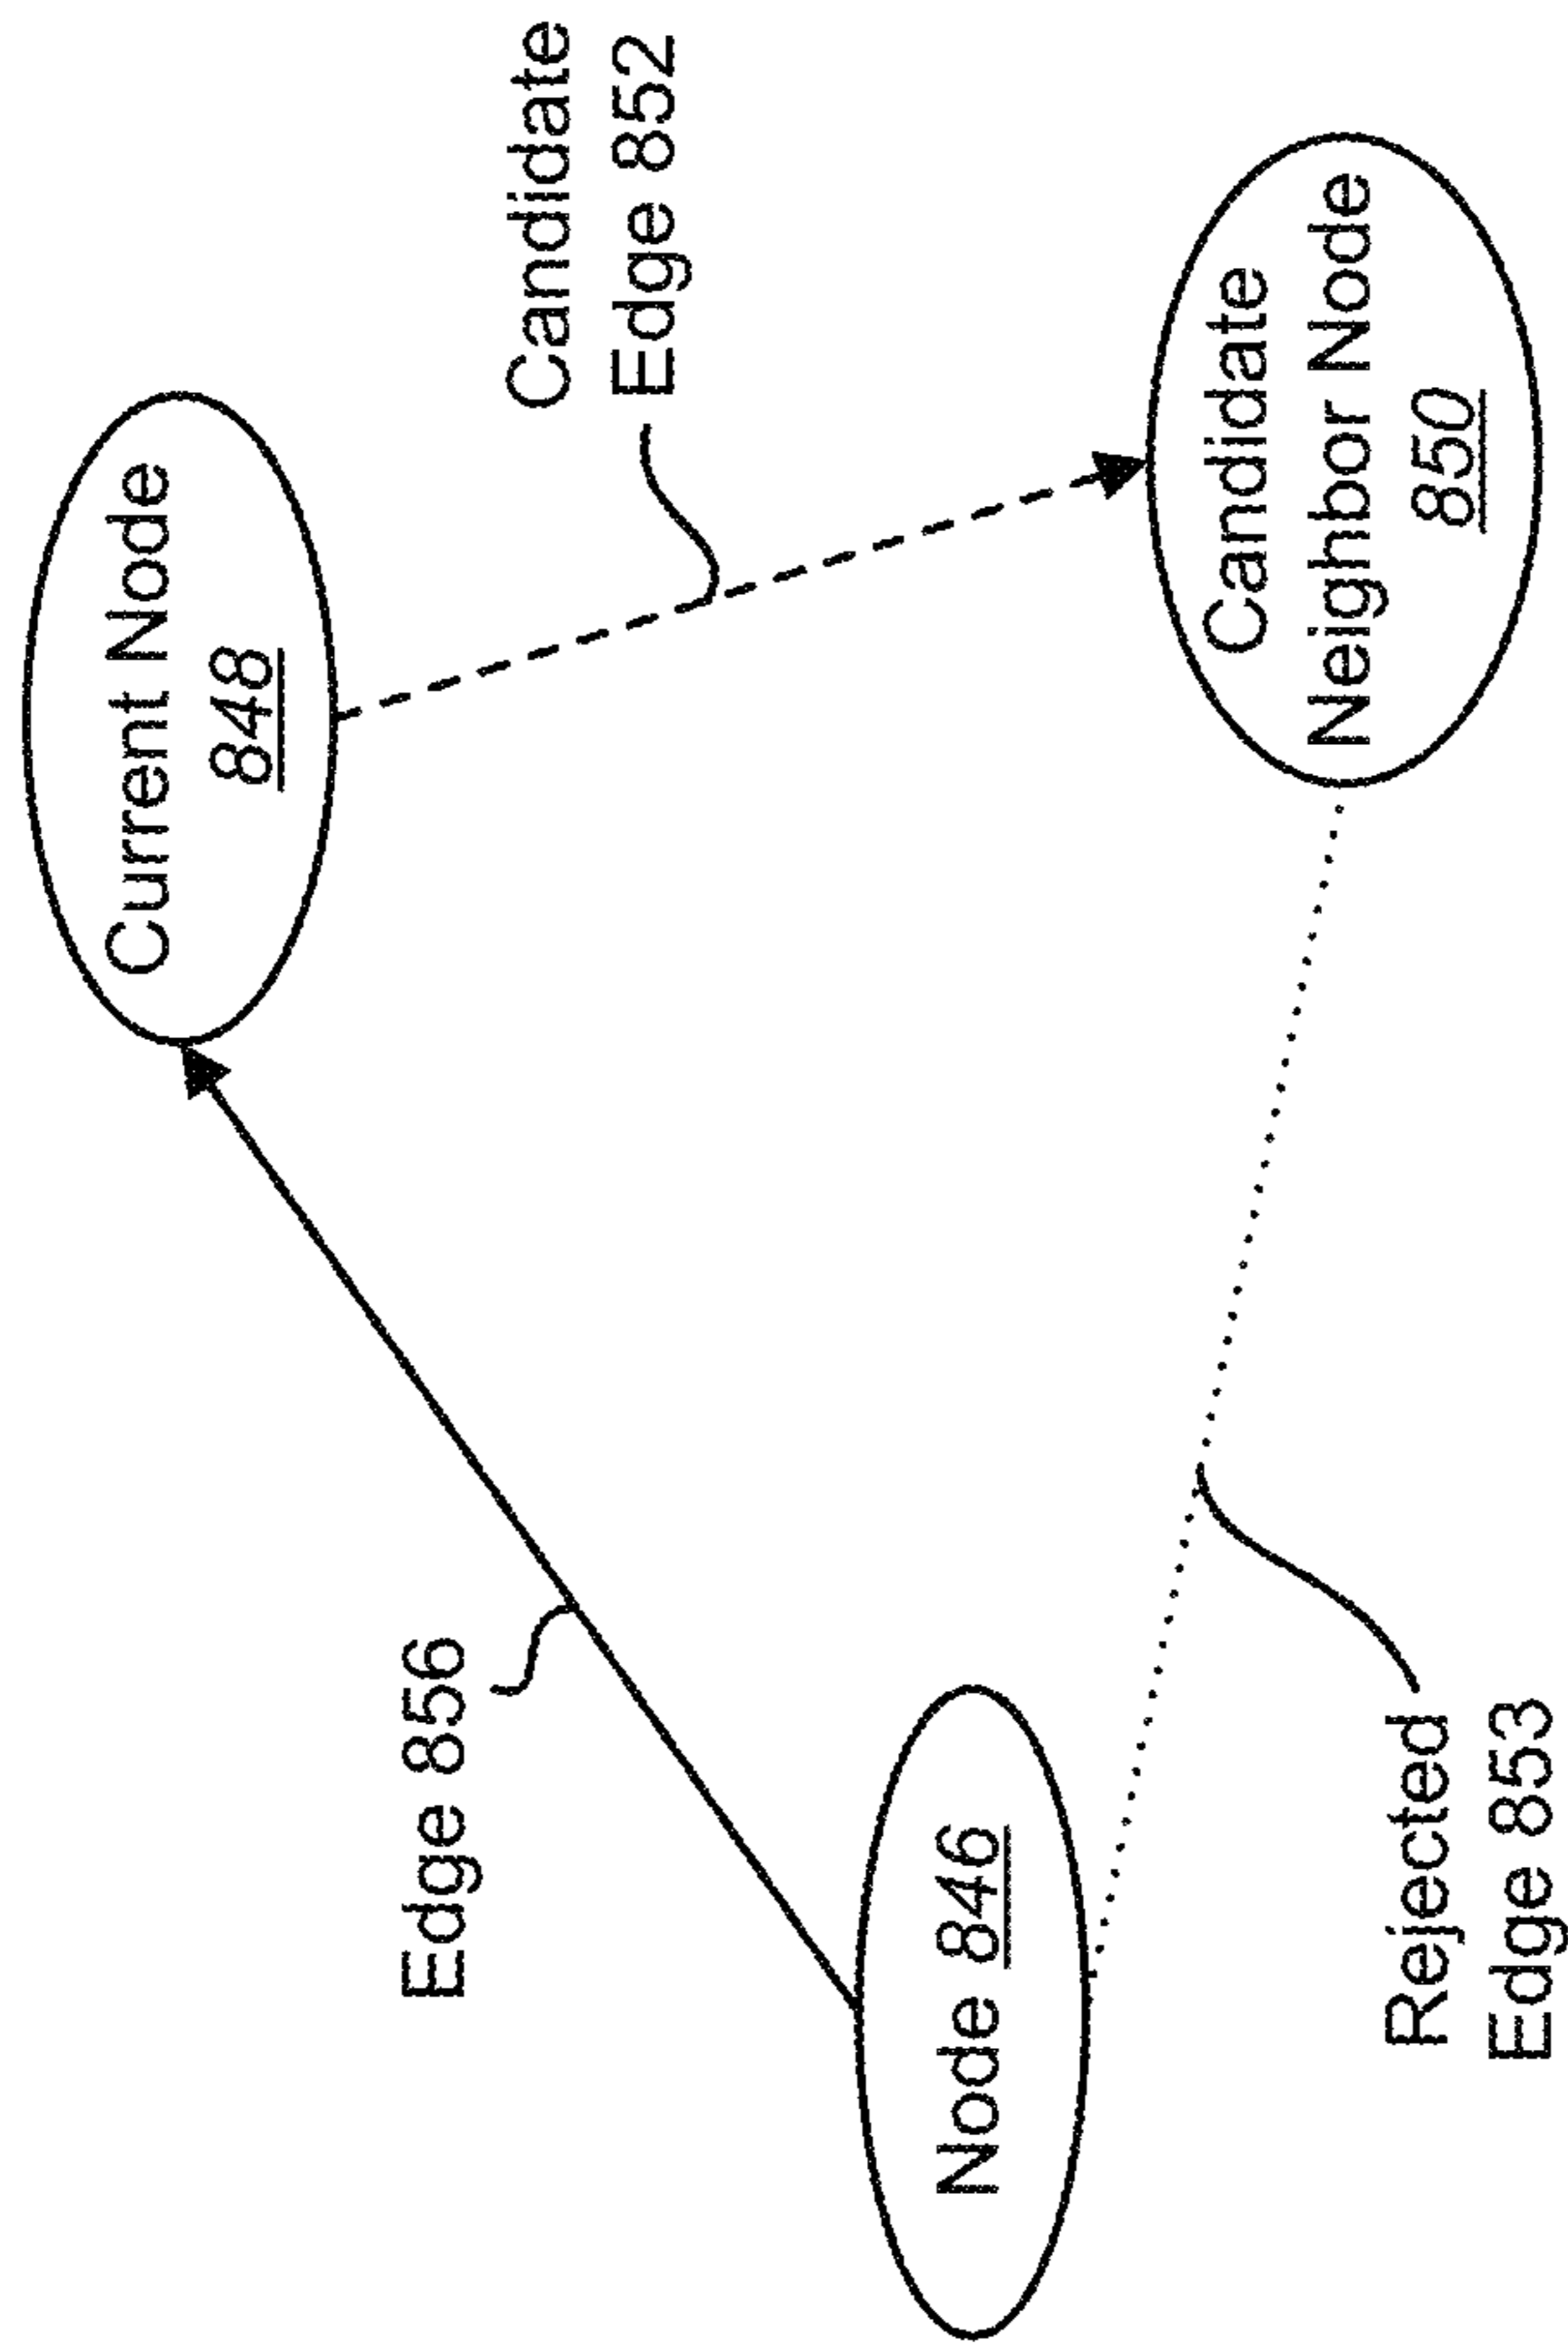 Current Node
848
Candidate
Edge 852
Edge 856
Node 846
Candidate
Neighbor Node
850
Rejected
Edge 853